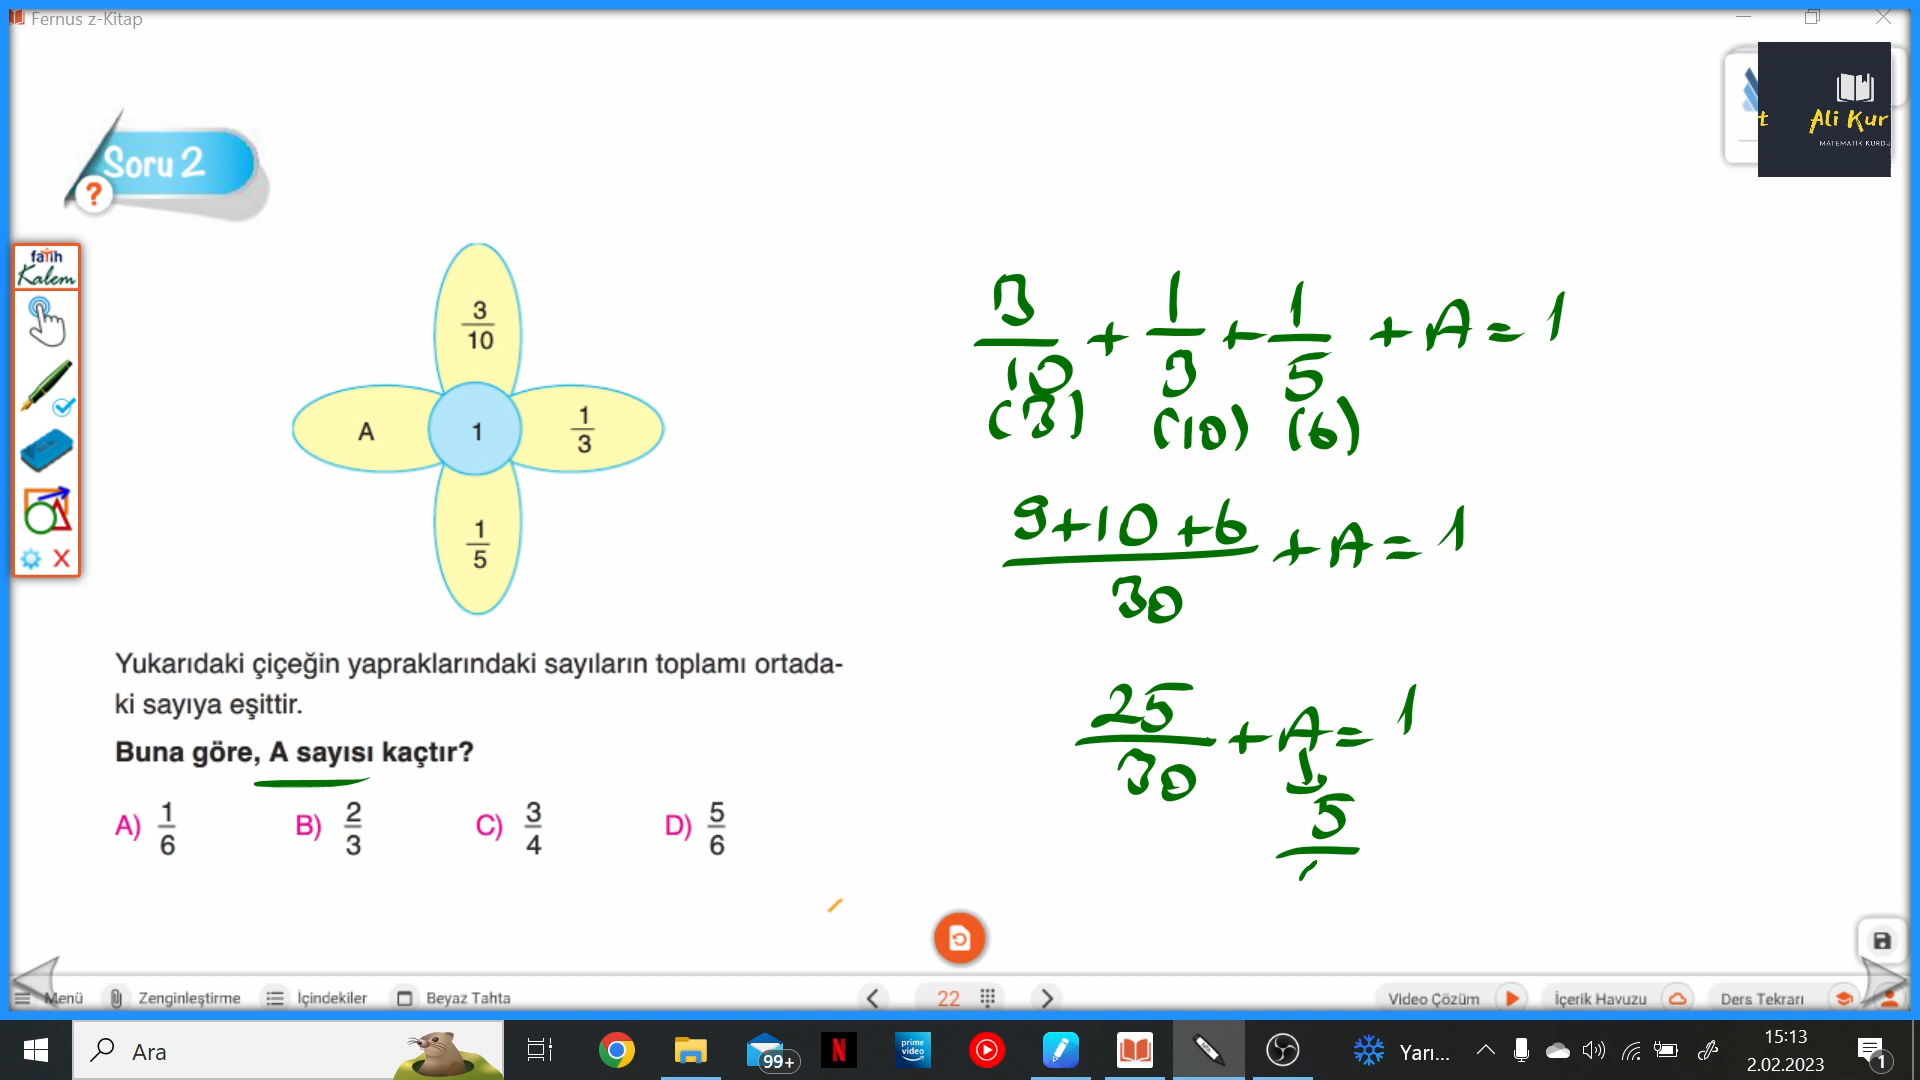 Fernus z-Kitap
t Ali Kur
MATEMATIK KURDU
Soru 2
?
fatih
Kalem
3/10
A 1 1/3
1/5
Yukarıdaki çiçeğin yapraklarındaki sayıların toplamı ortada-
ki sayıya eşittir.
Buna göre, A sayısı kaçtır?
A) 1/6 B) 2/3 C) 3/4 D) 5/6
3/10 + 1/3 + 1/5 + A = 1
(3) (10) (6)
9+10+6/30 + A = 1
25/30 + A = 1
5
Menü Zenginleştirme İçindekiler Beyaz Tahta 22 Video Çözüm İçerik Havuzu Ders Tekrarı
Ara 99+ N prime video Yarı... 15:13
2.02.2023 1